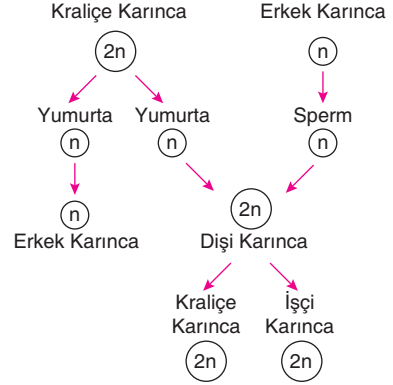 Kraliçe Karınca Erkek Karınca
2n n
Yumurta Yumurta Sperm
n n n
n
Erkek Karınca
2n
Dişi Karınca
Kraliçe İşçi
Karınca Karınca
2n 2n